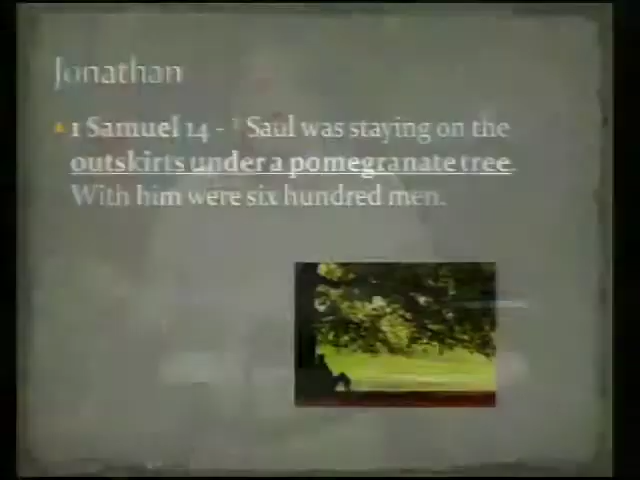 Jonathan
1 Samuel 14 - ² Saul was staying on the
outskirts under a pomegranate tree.
With him were six hundred men.